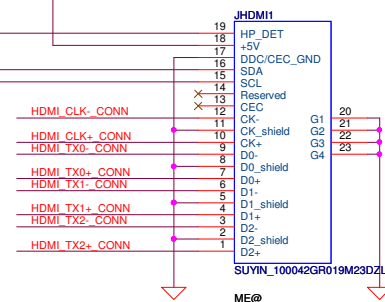 JHDMI1
19 HP_DET
18 +5V
17 DDC/CEC_GND
16 SDA
15 SCL
14 Reserved
13 CEC
HDMI_CLK-_CONN 12 CK- G1 20
11 CK_shield G2 21
HDMI_CLK+_CONN 10 CK+ G3 22
HDMI_TX0-_CONN 9 D0- G4 23
8 D0_shield
HDMI_TX0+_CONN 7 D0+
HDMI_TX1-_CONN 6 D1-
5 D1_shield
HDMI_TX1+_CONN 4 D1+
HDMI_TX2-_CONN 3 D2-
2 D2_shield
HDMI_TX2+_CONN 1 D2+
SUYIN_100042GR019M23DZL
ME@